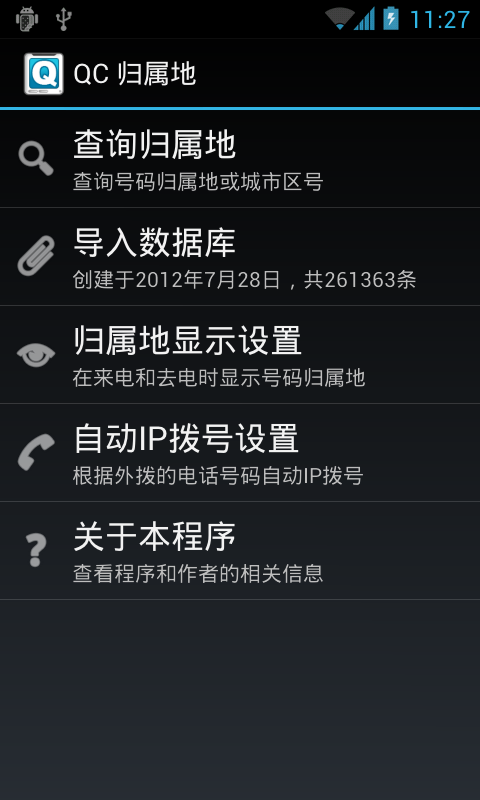 11:27
QC 归属地
查询归属地
查询号码归属地或城市区号
导入数据库
创建于2012年7月28日，共261363条
归属地显示设置
在来电和去电时显示号码归属地
自动IP拨号设置
根据外拨的电话号码自动IP拨号
关于本程序
查看程序和作者的相关信息